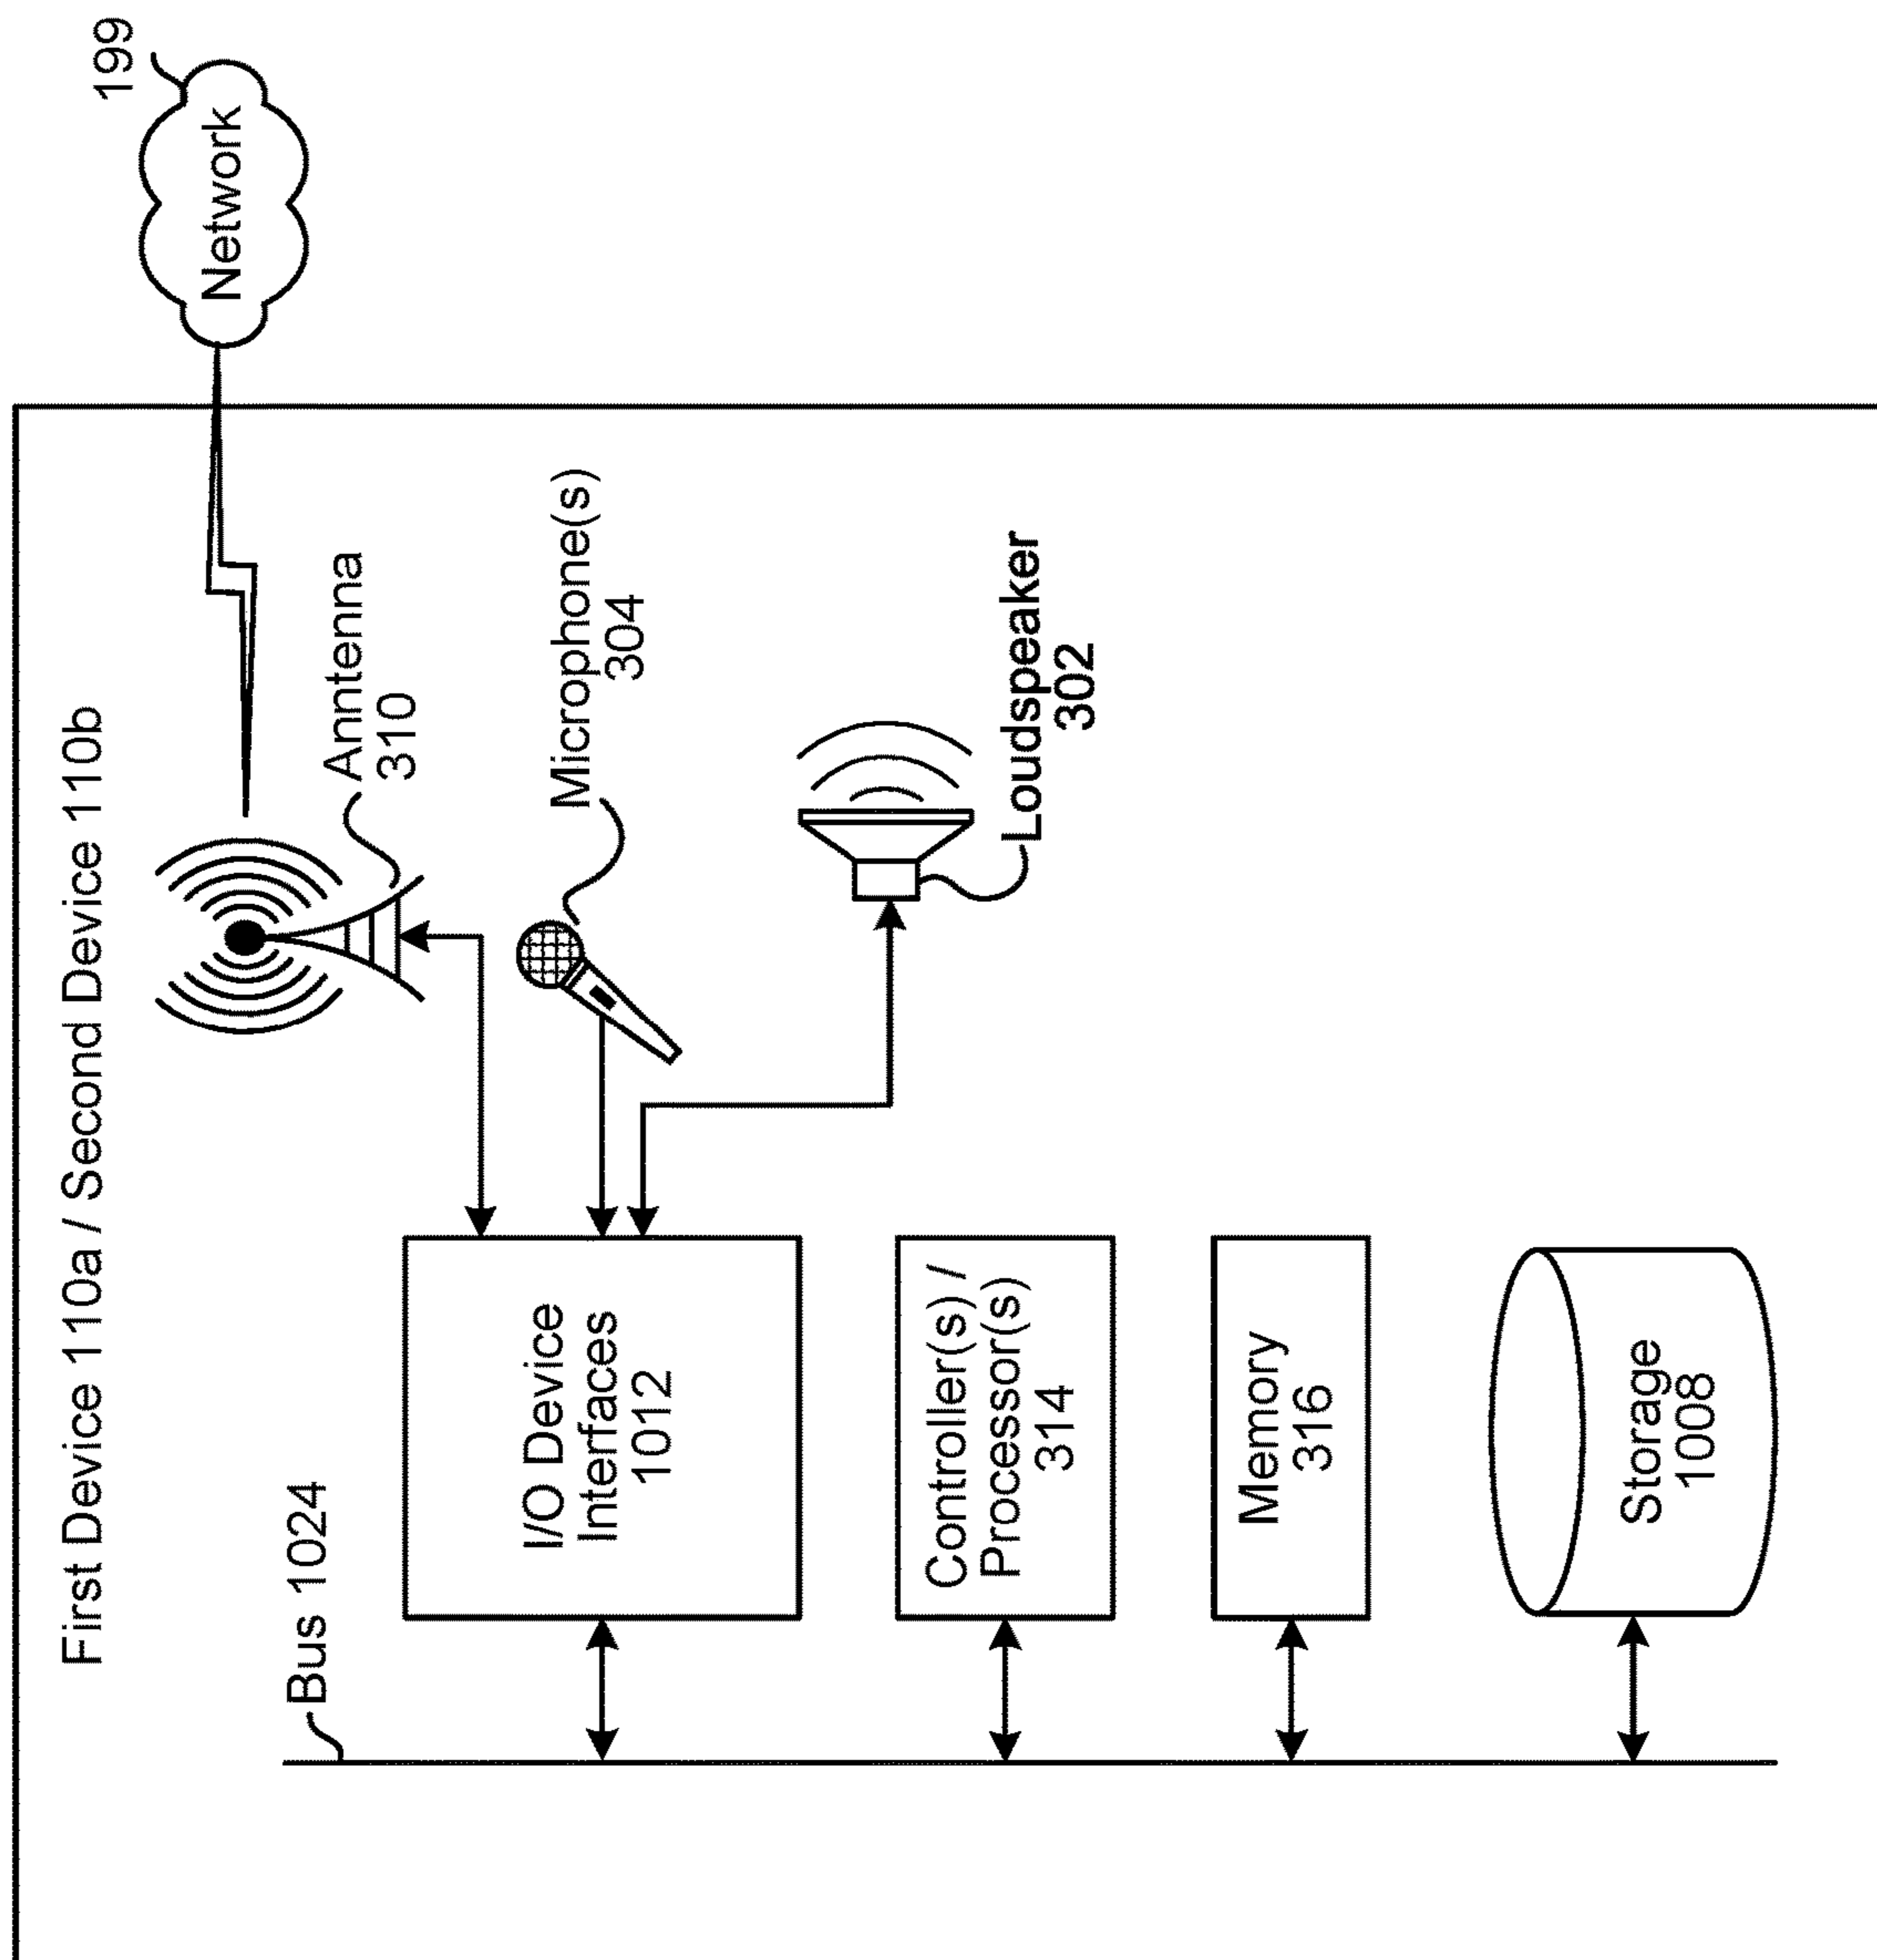 First Device 110a / Second Device 110b
Bus 1024
I/O Device
Interfaces
1012
Controller(s) /
Processor(s)
314
Memory
316
Storage
1008
Anntenna
310
Microphone(s)
304
Loudspeaker
302
Network
199